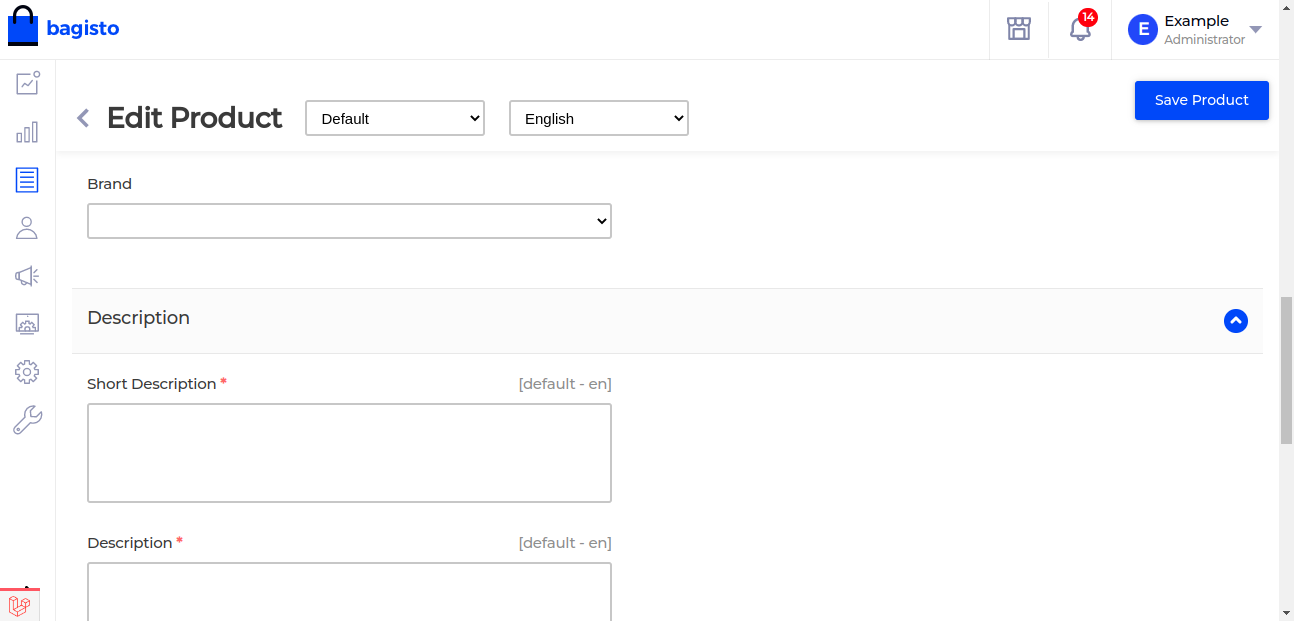 bagisto
14
E
Example
Administrator
Edit Product
Default
English
Save Product
Brand
Description
Short Description *
[default - en]
Description *
[default - en]